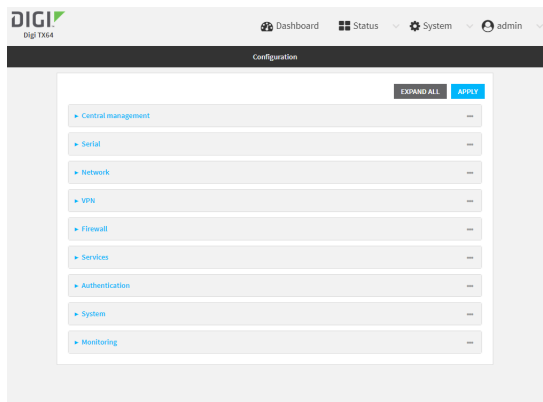 DIGI
Digi TX64
Dashboard Status System admin
Configuration
EXPAND ALL APPLY
Central management
Serial
Network
VPN
Firewall
Services
Authentication
System
Monitoring